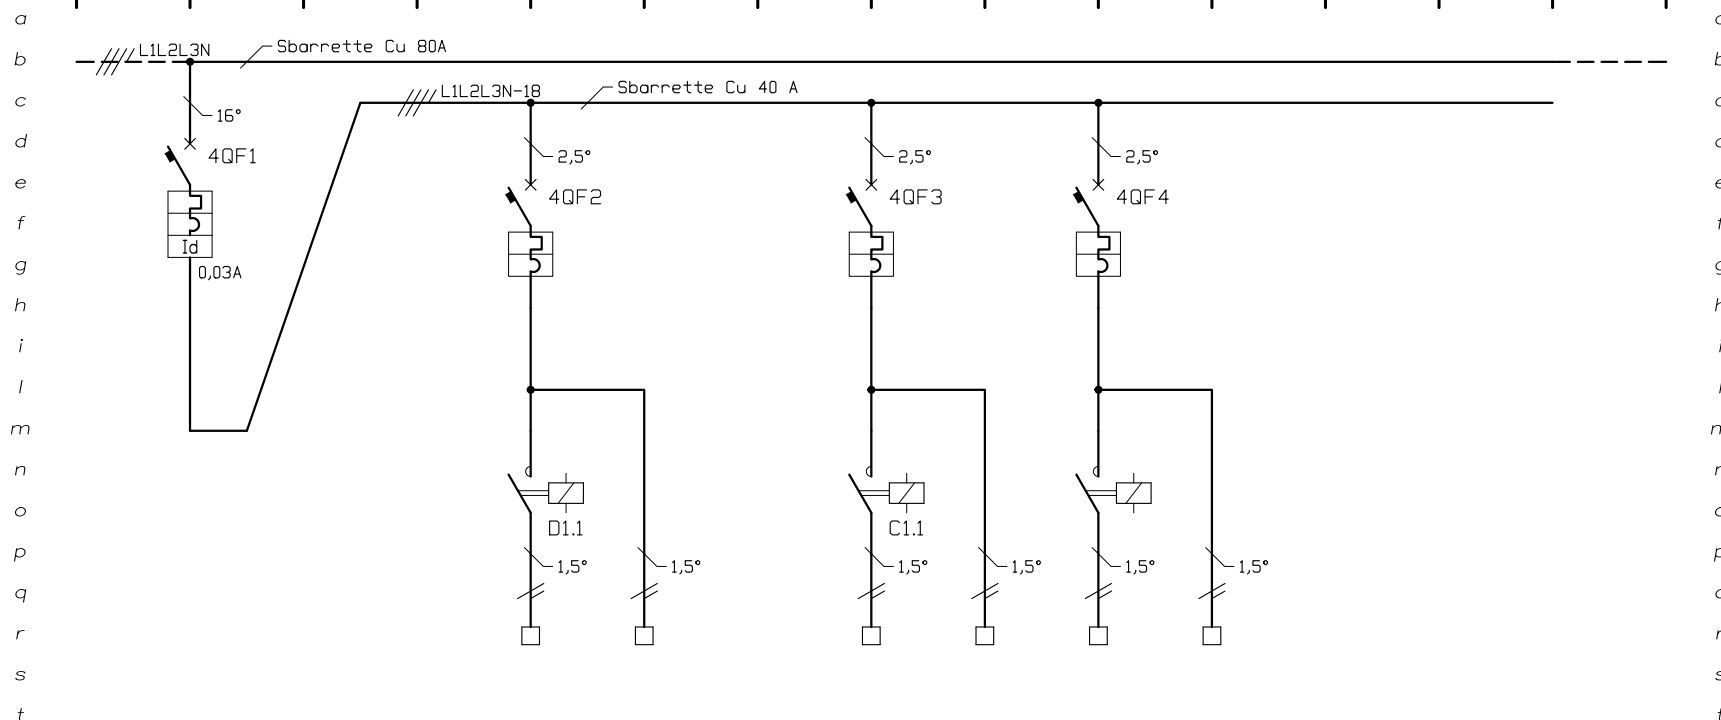 a
b L1L2L3N Sbarrette Cu 80A
c L1L2L3N-18 Sbarrette Cu 40 A
16°
d 2,5° 2,5° 2,5°
4QF1
e 4QF2 4QF3 4QF4
f
Id
g 0,03A
h
i
l
m
n
o D1.1 C1.1
p 1,5° 1,5° 1,5° 1,5° 1,5° 1,5°
q
r
s
t